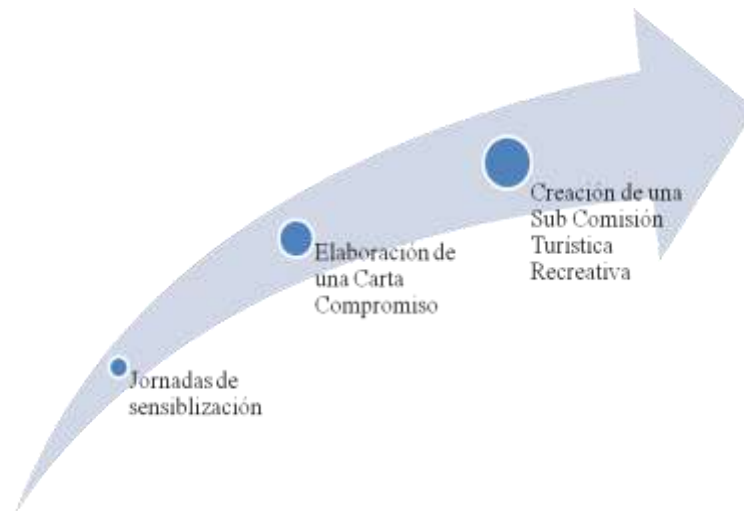 Creación de una
Sub Comisión
Turística
Recreativa
Elaboración de
una Carta
Compromiso
Jornadas de
sensiblización